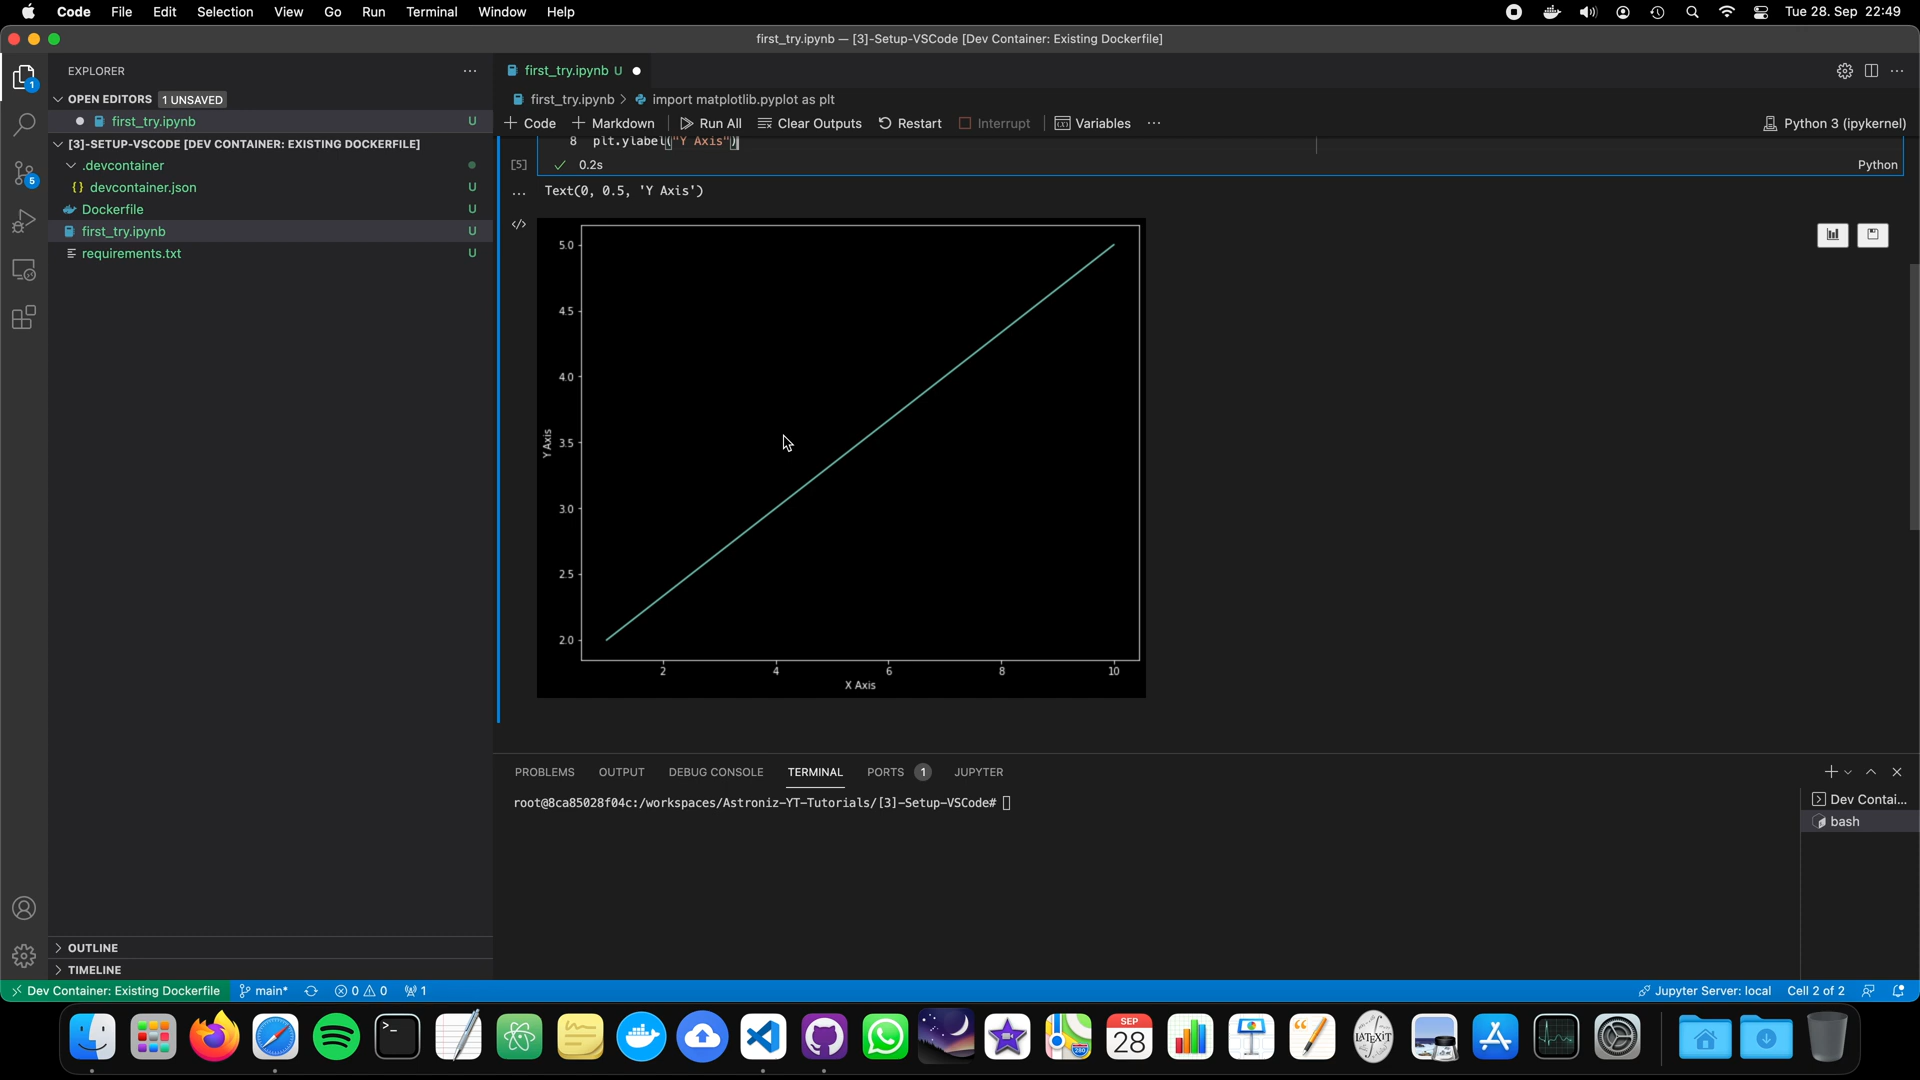 Code File Edit Selection View Go Run Terminal Window Help Tue 28. Sep 22:49
first_try.ipynb — [3]-Setup-VSCode [Dev Container: Existing Dockerfile]
EXPLORER
1
OPEN EDITORS 1 UNSAVED
first_try.ipynb U
[3]-SETUP-VSCODE [DEV CONTAINER: EXISTING DOCKERFILE]
.devcontainer
{} devcontainer.json U
5
Dockerfile U
first_try.ipynb U
requirements.txt U
OUTLINE
TIMELINE
first_try.ipynb U
first_try.ipynb > import matplotlib.pyplot as plt
+ Code + Markdown Run All Clear Outputs Restart Interrupt Variables ... Python 3 (ipykernel)
8 plt.ylabel("Y Axis")
[5] 0.2s Python
Text(0, 0.5, 'Y Axis')
5.0
4.5
4.0
3.5
3.0
2.5
2.0
Y Axis
2 4 6 8 10
X Axis
PROBLEMS OUTPUT DEBUG CONSOLE TERMINAL PORTS 1 JUPYTER
root@8ca85028f04c:/workspaces/Astroniz-YT-Tutorials/[3]-Setup-VSCode#
Dev Contai...
bash
Dev Container: Existing Dockerfile main* 0 0 1 Jupyter Server: local Cell 2 of 2
SEP
28
LATEXIT